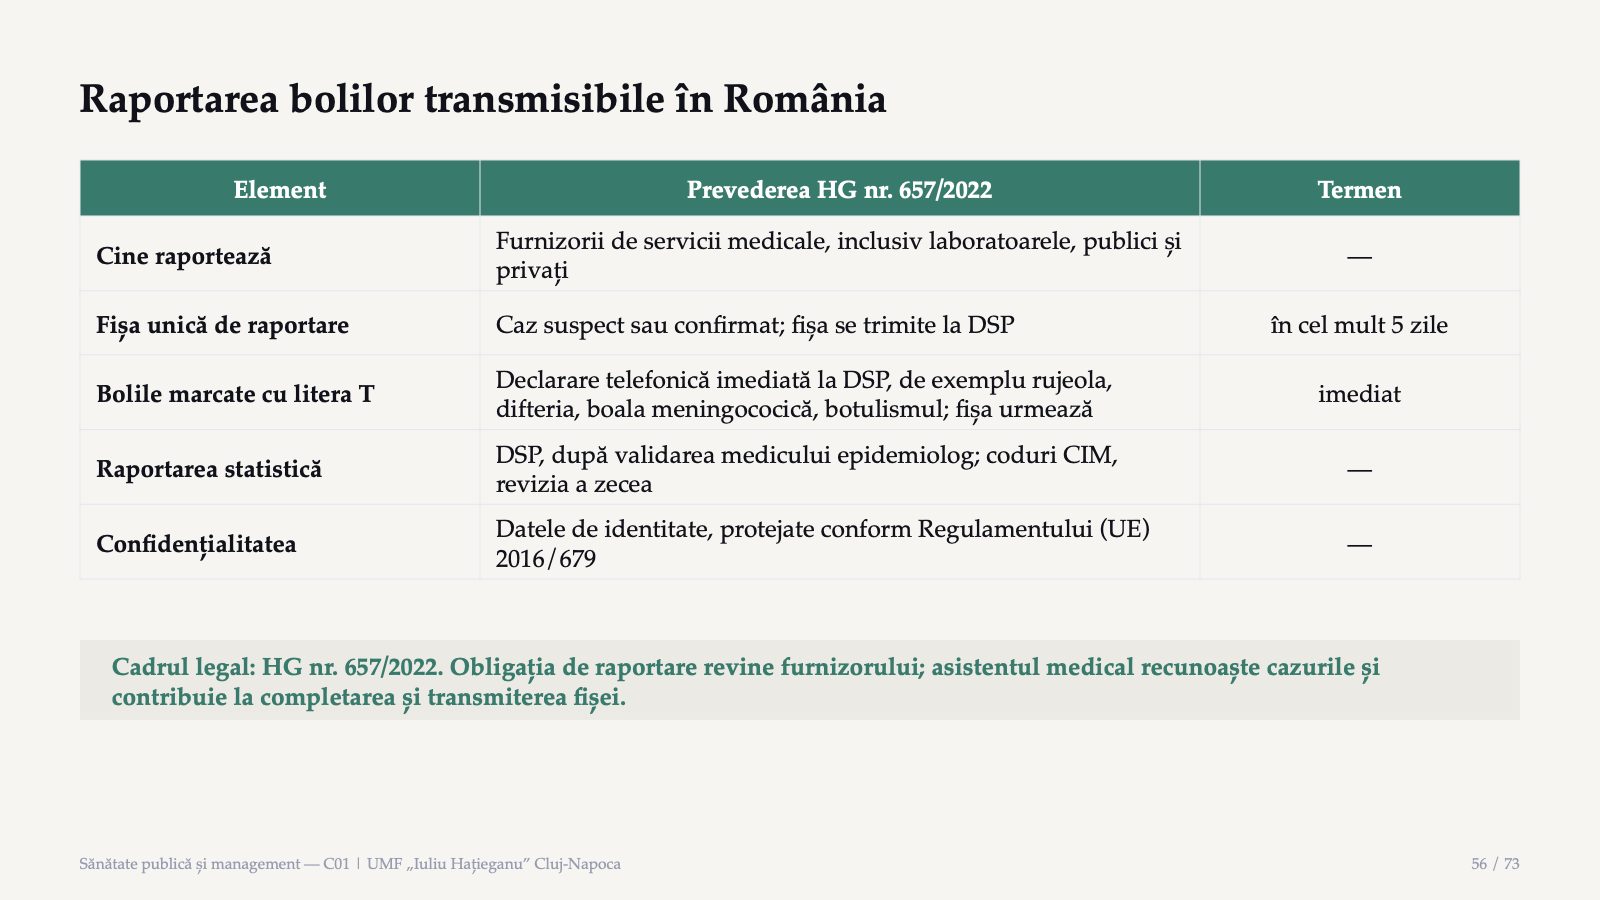 Raportarea bolilor transmisibile în România
Element
Prevederea HG nr. 657/2022
Termen
Cine raportează
Furnizorii de servicii medicale, inclusiv laboratoarele, publici și
privați
—
Fișa unică de raportare
Caz suspect sau confirmat; fișa se trimite la DSP
în cel mult 5 zile
Bolile marcate cu litera T
Declarare telefonică imediată la DSP, de exemplu rujeola,
difteria, boala meningococică, botulismul; fișa urmează
imediat
Raportarea statistică
DSP, după validarea medicului epidemiolog; coduri CIM,
revizia a zecea
—
Confidențialitatea
Datele de identitate, protejate conform Regulamentului (UE)
2016/679
—
Cadrul legal: HG nr. 657/2022. Obligația de raportare revine furnizorului; asistentul medical recunoaște cazurile și
contribuie la completarea și transmiterea fișei.
Sănătate publică și management — C01 | UMF „Iuliu Hațieganu” Cluj-Napoca
56 / 73